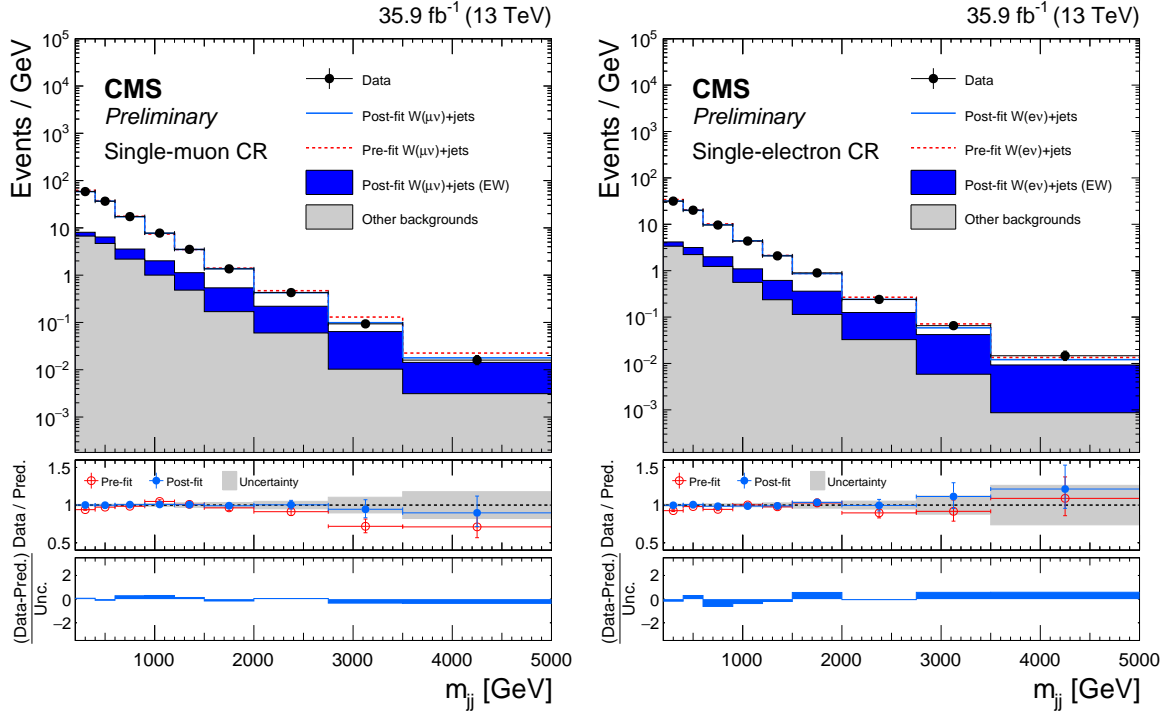 35.9 fb⁻¹ (13 TeV)
Events / GeV
10⁵
10⁴
10³
10²
10
1
10⁻¹
10⁻²
10⁻³
CMS
Preliminary
Single-muon CR
Data
Post-fit W(μν)+jets
Pre-fit W(μν)+jets
Post-fit W(μν)+jets (EW)
Other backgrounds
Data / Pred.
1.5
1
0.5
Pre-fit
Post-fit
Uncertainty
(Data-Pred.)
Unc.
2
0
−2
1000 2000 3000 4000 5000
m_jj [GeV]
35.9 fb⁻¹ (13 TeV)
Events / GeV
10⁵
10⁴
10³
10²
10
1
10⁻¹
10⁻²
10⁻³
CMS
Preliminary
Single-electron CR
Data
Post-fit W(eν)+jets
Pre-fit W(eν)+jets
Post-fit W(eν)+jets (EW)
Other backgrounds
Data / Pred.
1.5
1
0.5
Pre-fit
Post-fit
Uncertainty
(Data-Pred.)
Unc.
2
0
−2
1000 2000 3000 4000 5000
m_jj [GeV]